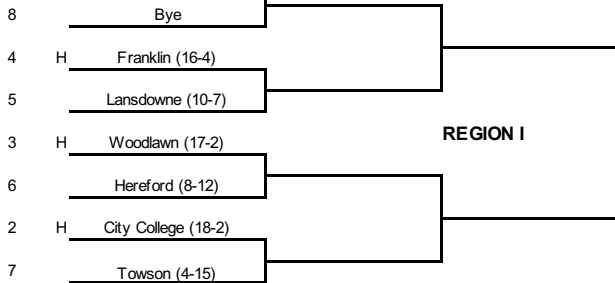 8 Bye
4 H Franklin (16-4)
5 Lansdowne (10-7)
3 H Woodlawn (17-2)
REGION I
6 Hereford (8-12)
2 H City College (18-2)
7 Towson (4-15)